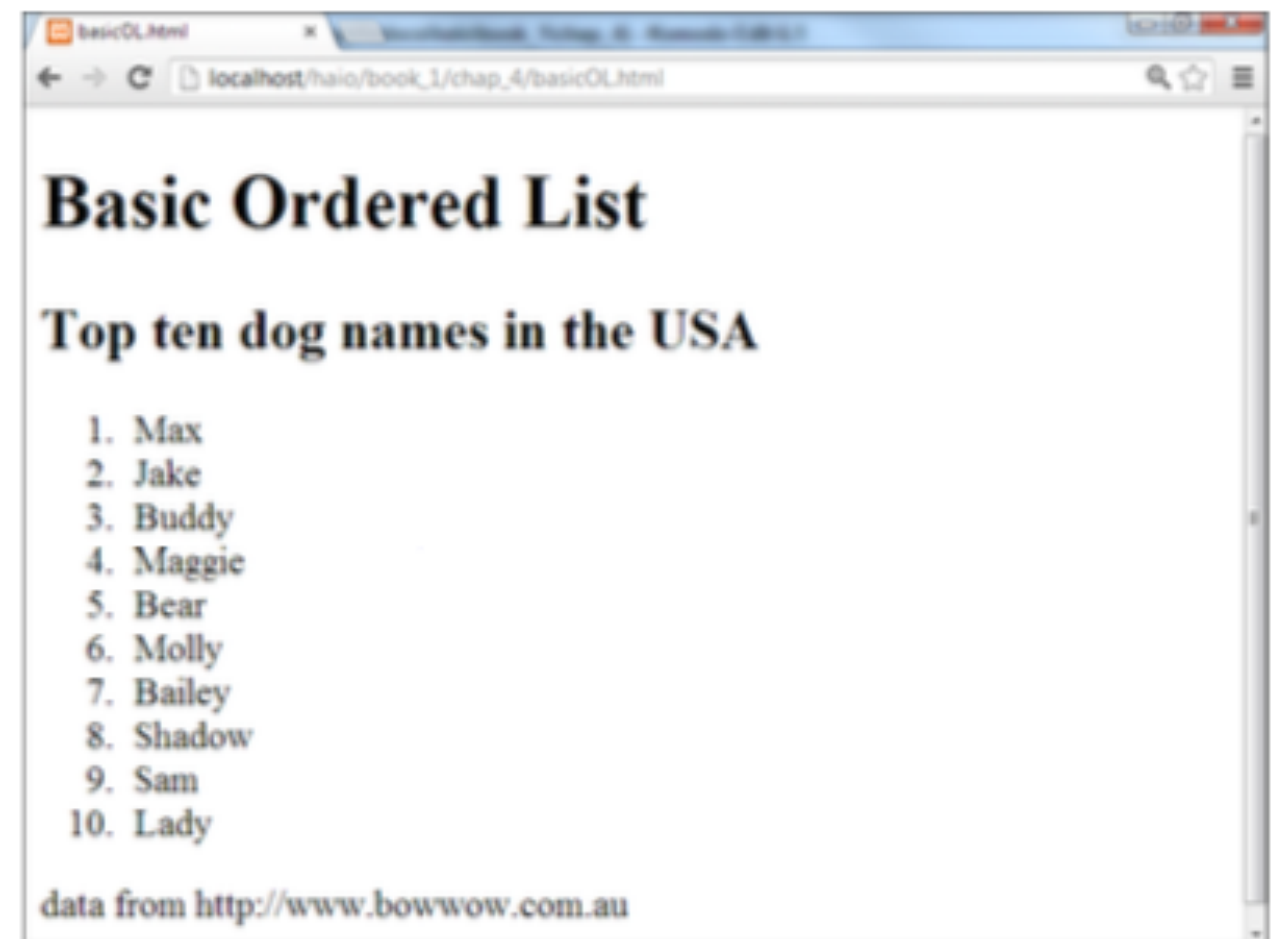 basicOL.html
localhost/haio/book_1/chap_4/basicOL.html
Basic Ordered List
Top ten dog names in the USA
1. Max
2. Jake
3. Buddy
4. Maggie
5. Bear
6. Molly
7. Bailey
8. Shadow
9. Sam
10. Lady
data from http://www.bowwow.com.au